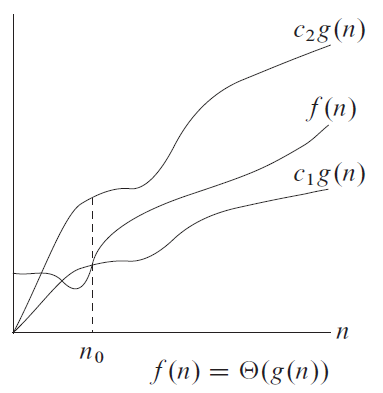 c₂g(n)
f(n)
c₁g(n)
n
n₀
f(n) = Θ(g(n))